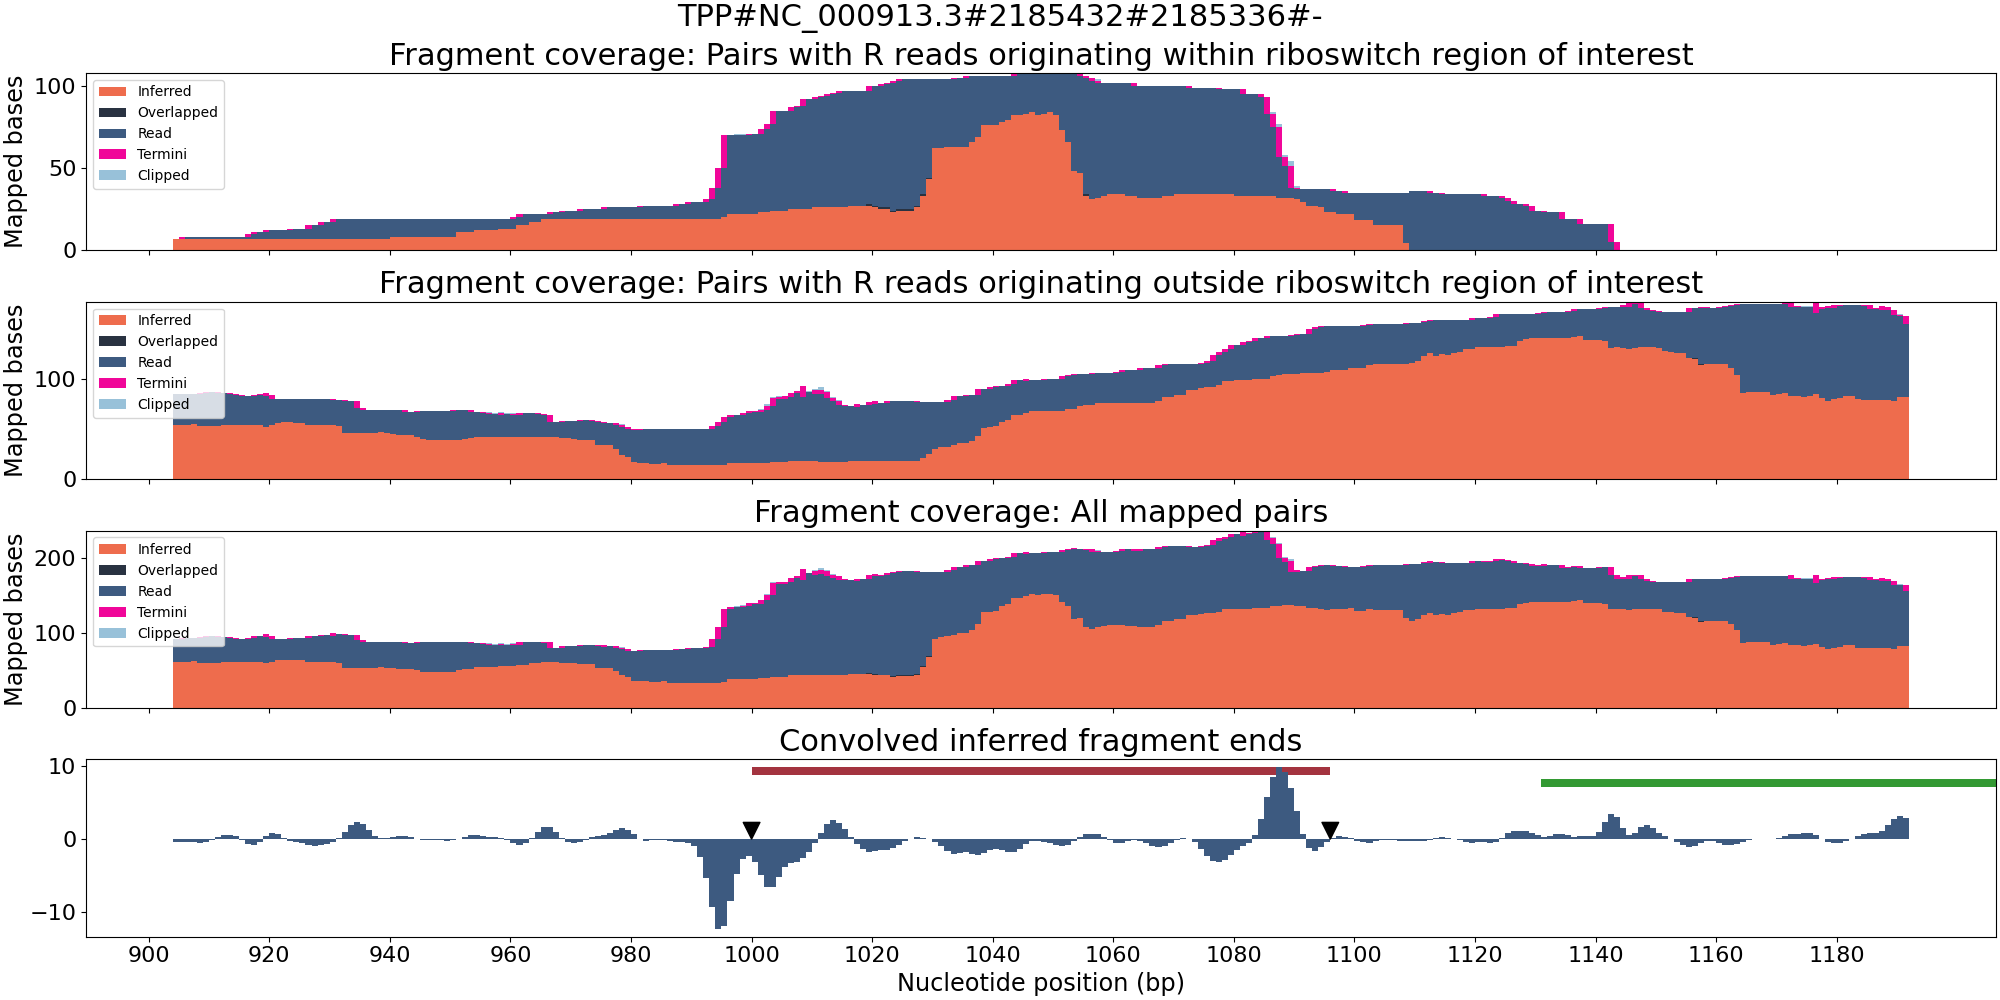 TPP#NC_000913.3#2185432#2185336#-
Fragment coverage: Pairs with R reads originating within riboswitch region of interest
Mapped bases
100
50
0
Inferred
Overlapped
Read
Termini
Clipped
Fragment coverage: Pairs with R reads originating outside riboswitch region of interest
Mapped bases
100
0
Inferred
Overlapped
Read
Termini
Clipped
Fragment coverage: All mapped pairs
Mapped bases
200
100
0
Inferred
Overlapped
Read
Termini
Clipped
Convolved inferred fragment ends
10
0
−10
900 920 940 960 980 1000 1020 1040 1060 1080 1100 1120 1140 1160 1180
Nucleotide position (bp)